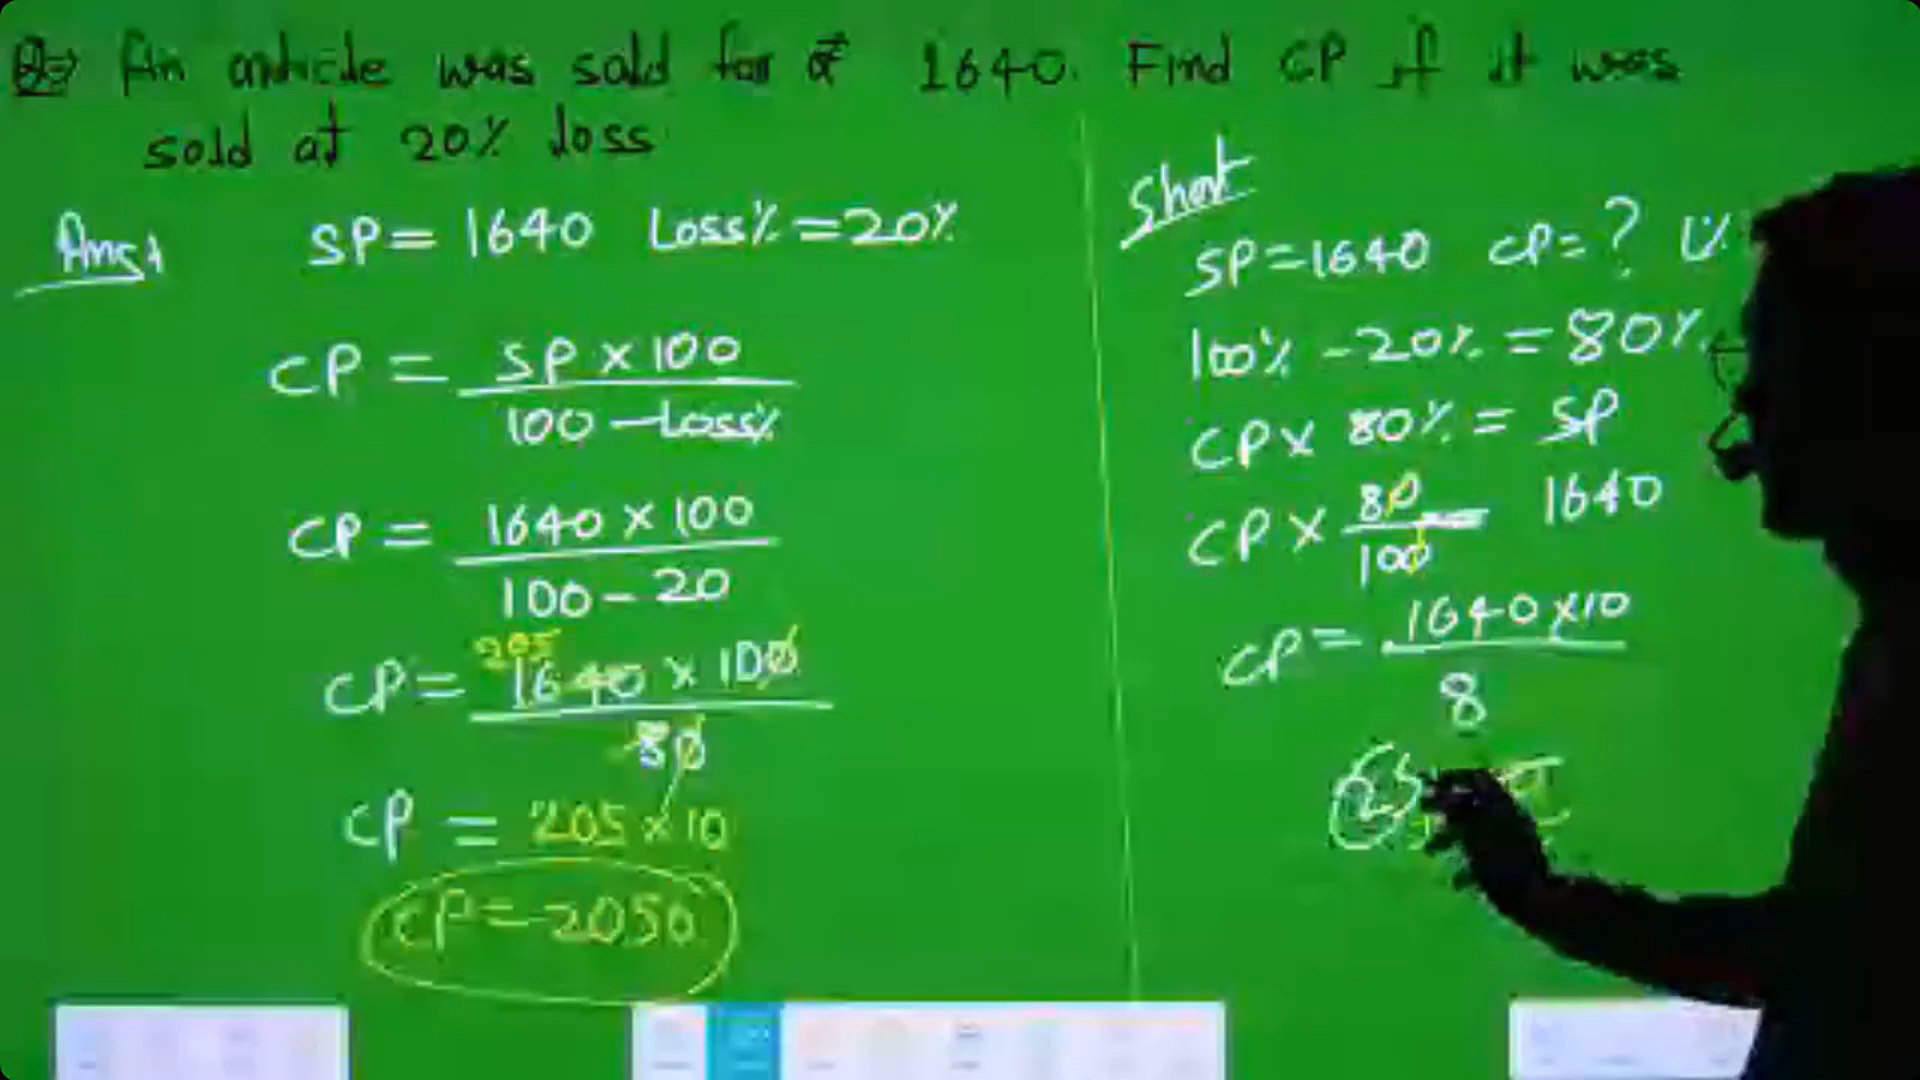 Q⇒ An article was sold for ₹ 1640. Find CP if it was
sold at 20% loss.
Ans:
SP = 1640 Loss% = 20%
CP = SP × 100
100 - Loss%
CP = 1640 × 100
100 - 20
205
CP = 1640 × 100
80
CP = 205 × 10
CP = 2050
Short
SP = 1640 CP = ?
100% - 20% = 80%
CP × 80% = SP
CP × 80 = 1640
100
CP = 1640 × 10
8